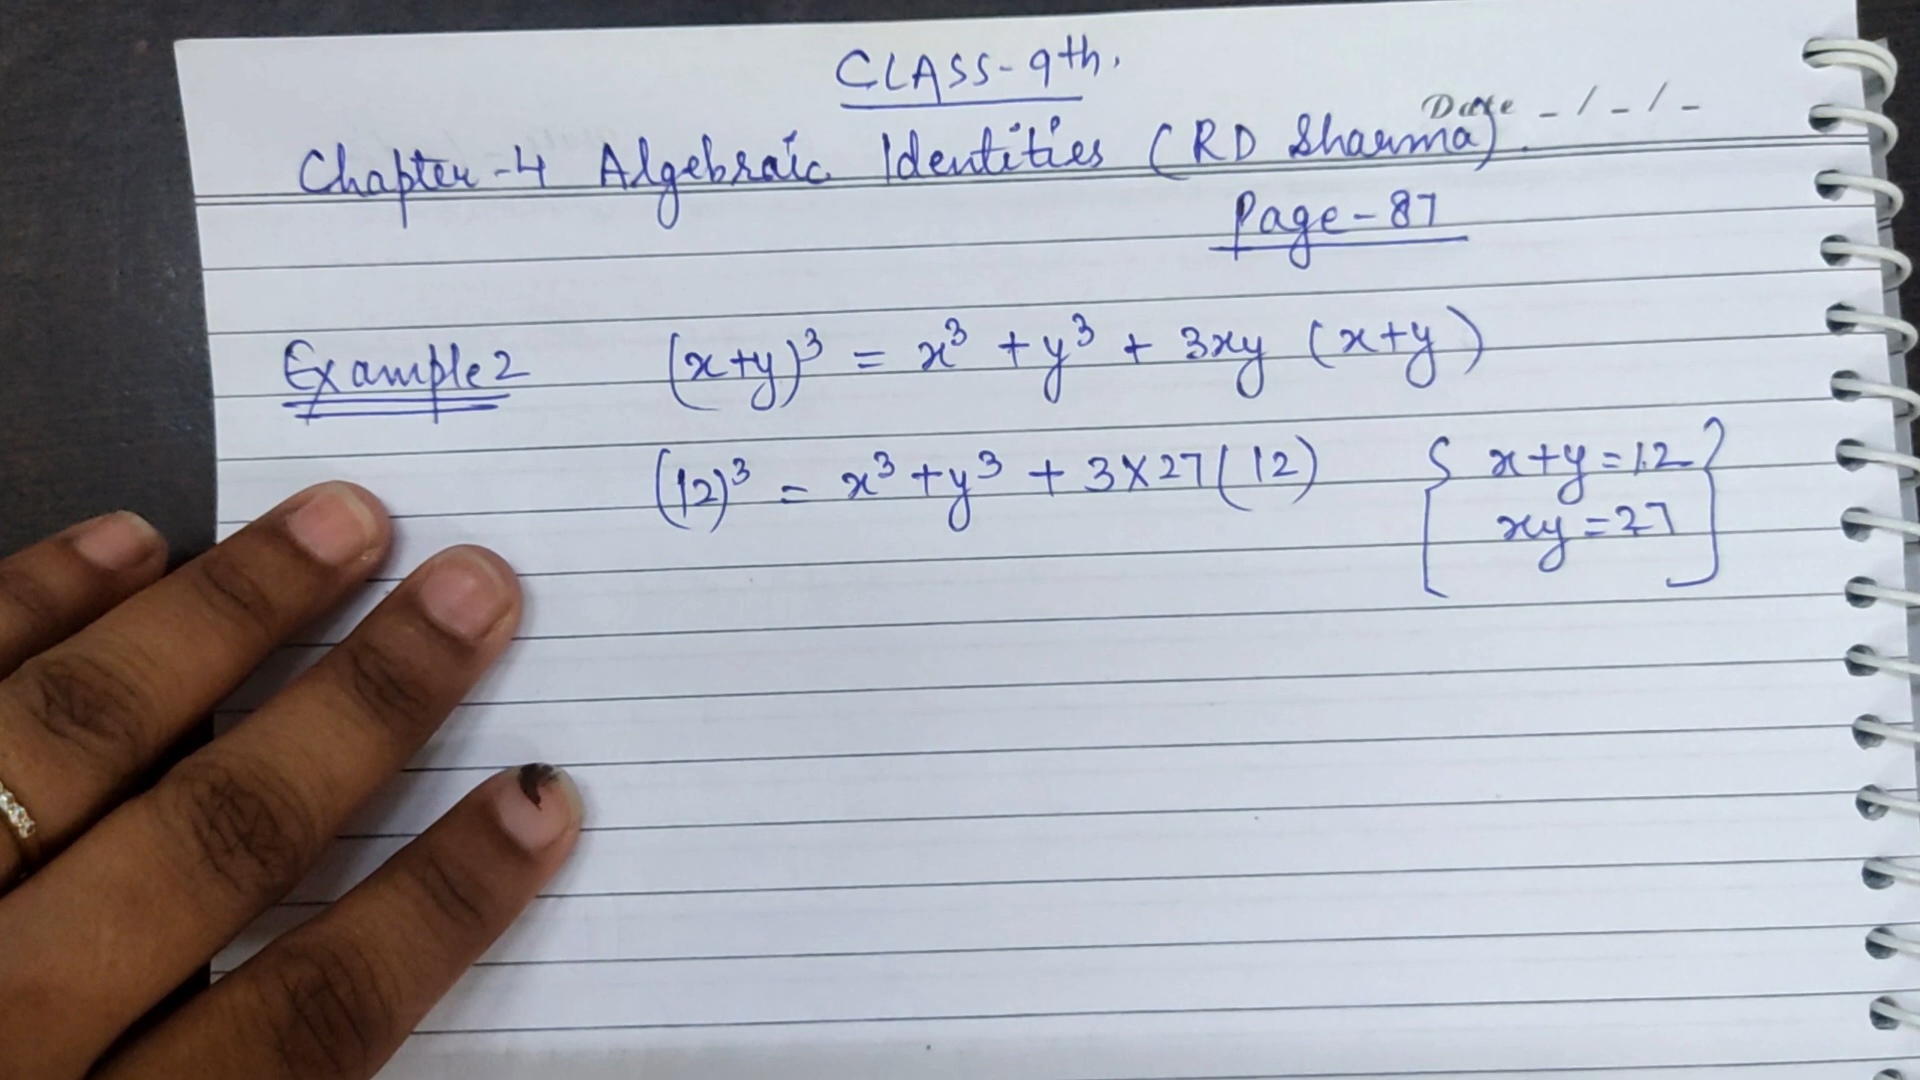 CLASS-9th.
Date _/_/_
Chapter-4 Algebraic Identities (RD Sharma).
Page-87
Example 2 (x+y)³ = x³ + y³ + 3xy (x+y)
(12)³ = x³ + y³ + 3×27(12) { x+y=12
xy=27 }